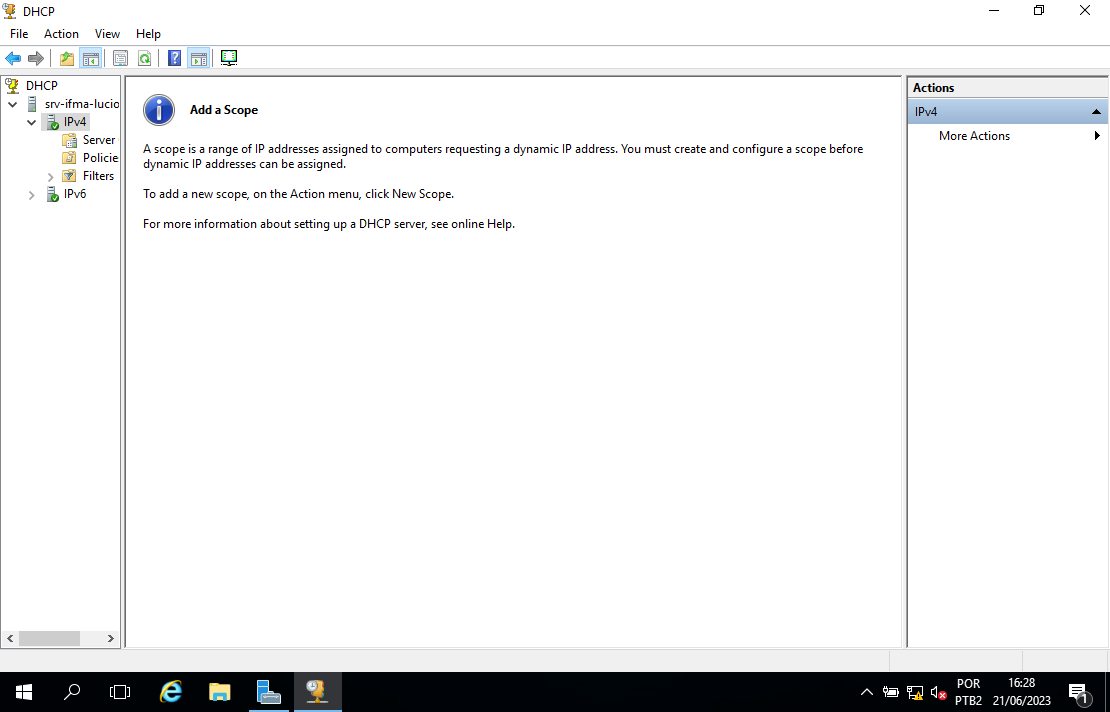 DHCP
File Action View Help
DHCP
srv-ifma-lucio
IPv4
Server
Policie
Filters
IPv6
Add a Scope
A scope is a range of IP addresses assigned to computers requesting a dynamic IP address. You must create and configure a scope before
dynamic IP addresses can be assigned.
To add a new scope, on the Action menu, click New Scope.
For more information about setting up a DHCP server, see online Help.
Actions
IPv4
More Actions
POR
PTB2
16:28
21/06/2023
1